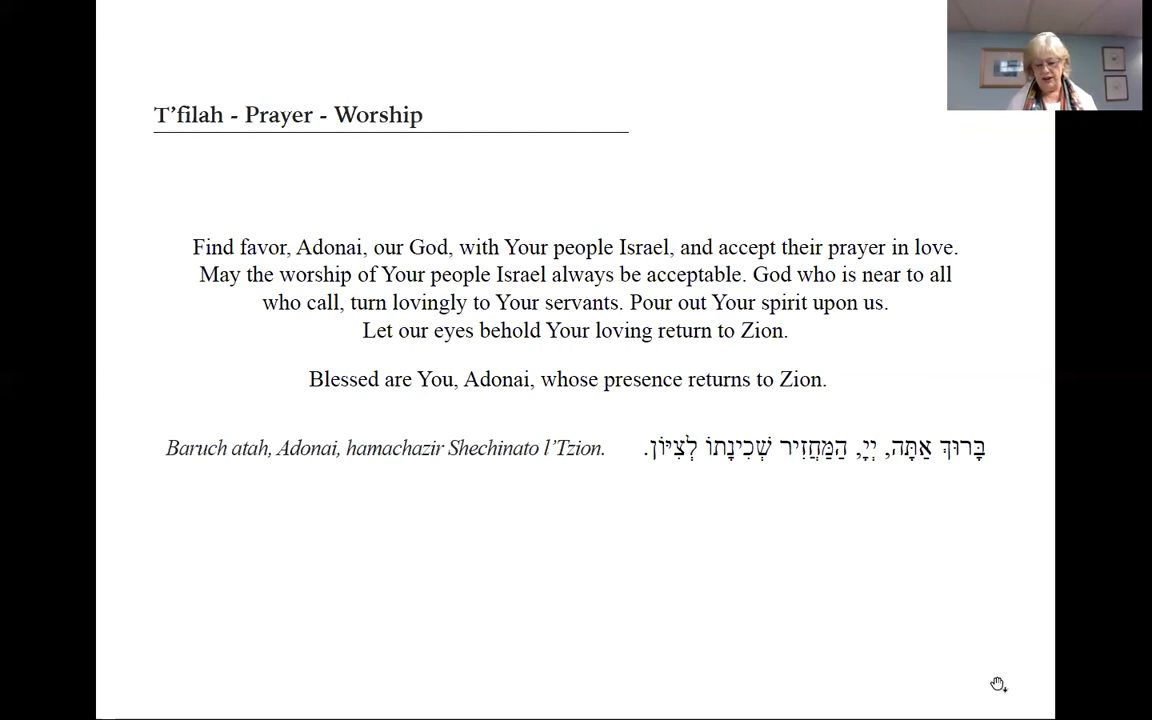 T’filah - Prayer - Worship
Find favor, Adonai, our God, with Your people Israel, and accept their prayer in love.
May the worship of Your people Israel always be acceptable. God who is near to all
who call, turn lovingly to Your servants. Pour out Your spirit upon us.
Let our eyes behold Your loving return to Zion.
Blessed are You, Adonai, whose presence returns to Zion.
Baruch atah, Adonai, hamachazir Shechinato l’Tzion.
בָּרוּךְ אַתָּה, יְיָ, הַמַּחֲזִיר שְׁכִינָתוֹ לְצִיּוֹן.